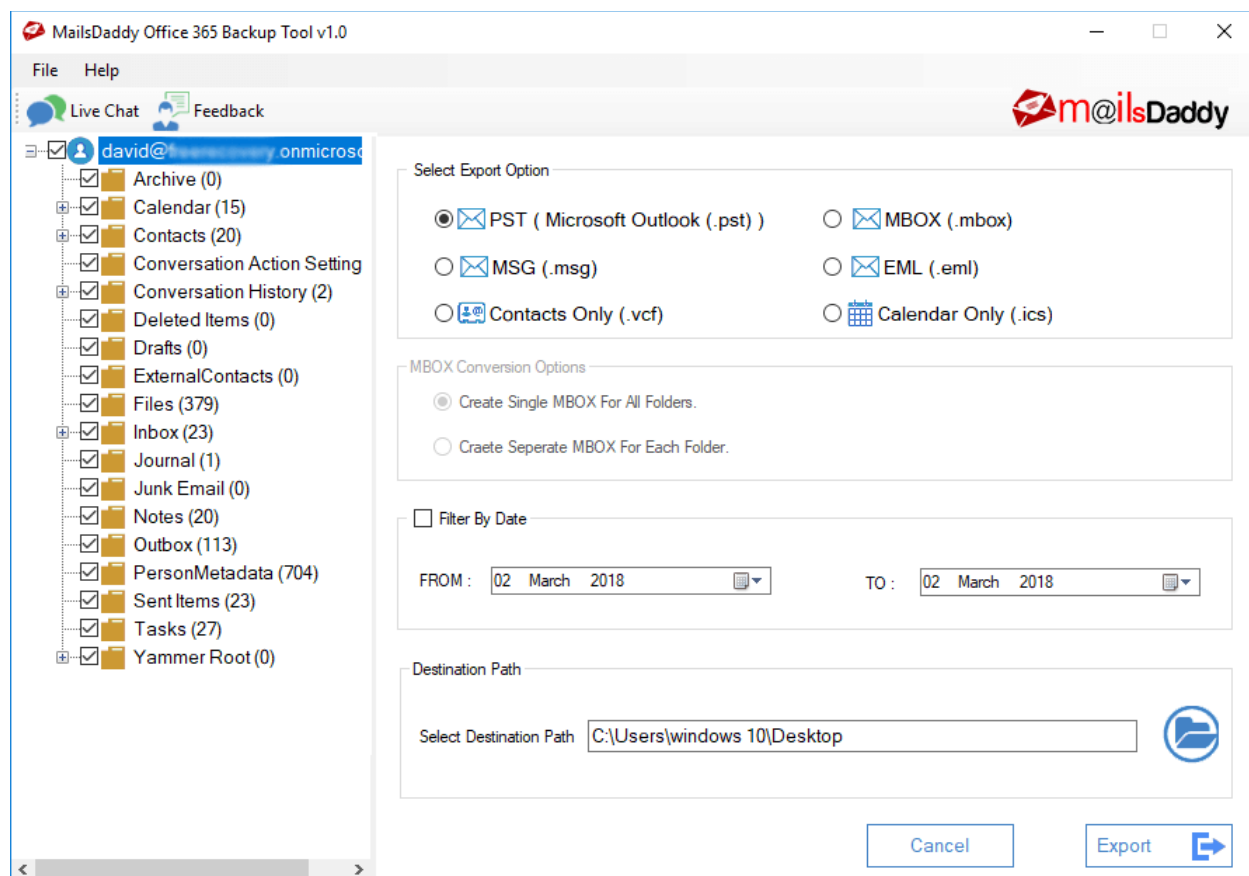 MailsDaddy Office 365 Backup Tool v1.0
File Help
Live Chat Feedback
m@ilsDaddy
david@ .onmicrosc
Archive (0)
Calendar (15)
Contacts (20)
Conversation Action Setting
Conversation History (2)
Deleted Items (0)
Drafts (0)
ExternalContacts (0)
Files (379)
Inbox (23)
Journal (1)
Junk Email (0)
Notes (20)
Outbox (113)
PersonMetadata (704)
Sent Items (23)
Tasks (27)
Yammer Root (0)
Select Export Option
PST ( Microsoft Outlook (.pst) ) MBOX (.mbox)
MSG (.msg) EML (.eml)
Contacts Only (.vcf) Calendar Only (.ics)
MBOX Conversion Options
Create Single MBOX For All Folders.
Craete Seperate MBOX For Each Folder.
Filter By Date
FROM : 02 March 2018 TO : 02 March 2018
Destination Path
Select Destination Path C:\Users\windows 10\Desktop
Cancel Export